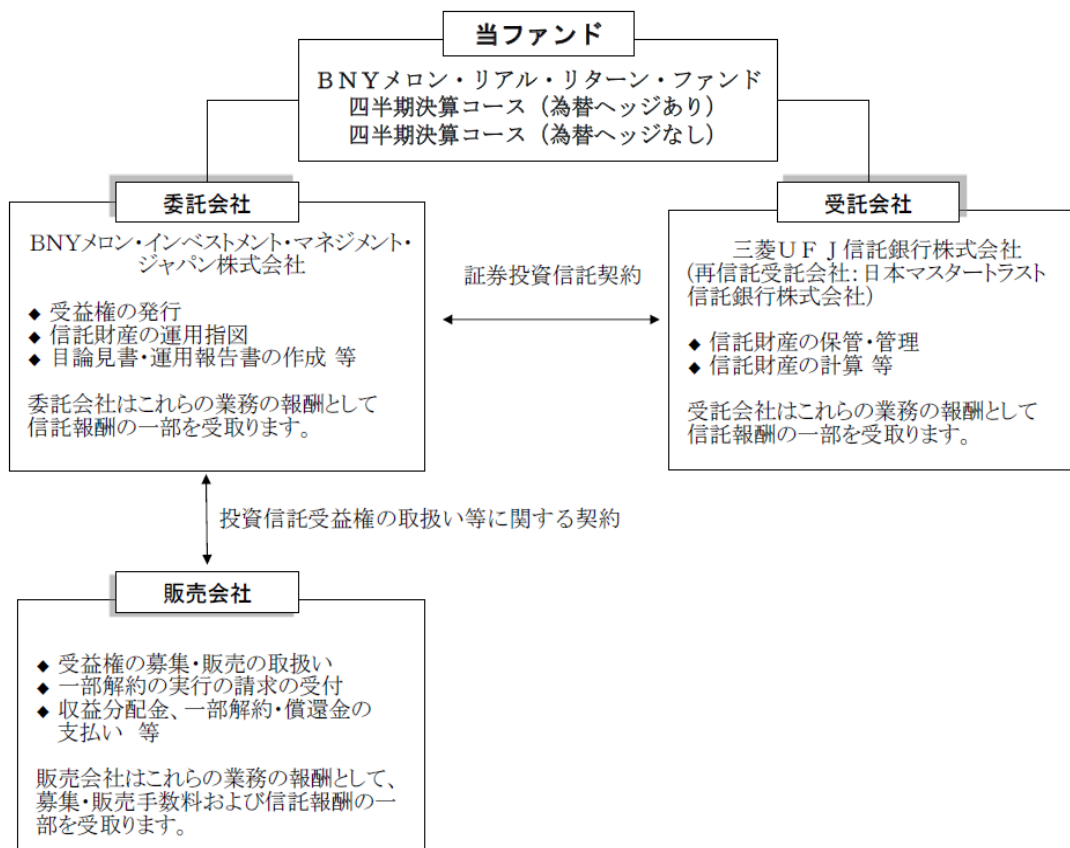 当ファンド
BNYメロン・リアル・リターン・ファンド
四半期決算コース（為替ヘッジあり）
四半期決算コース（為替ヘッジなし）
委託会社
BNYメロン・インベストメント・マネジメント・
ジャパン株式会社
◆ 受益権の発行
◆ 信託財産の運用指図
◆ 目論見書・運用報告書の作成 等
委託会社はこれらの業務の報酬として
信託報酬の一部を受取ります。
証券投資信託契約
受託会社
三菱UFJ信託銀行株式会社
(再信託受託会社：日本マスタートラスト
信託銀行株式会社)
◆ 信託財産の保管・管理
◆ 信託財産の計算 等
受託会社はこれらの業務の報酬として
信託報酬の一部を受取ります。
投資信託受益権の取扱い等に関する契約
販売会社
◆ 受益権の募集・販売の取扱い
◆ 一部解約の実行の請求の受付
◆ 収益分配金、一部解約・償還金の
支払い 等
販売会社はこれらの業務の報酬として、
募集・販売手数料および信託報酬の一
部を受取ります。